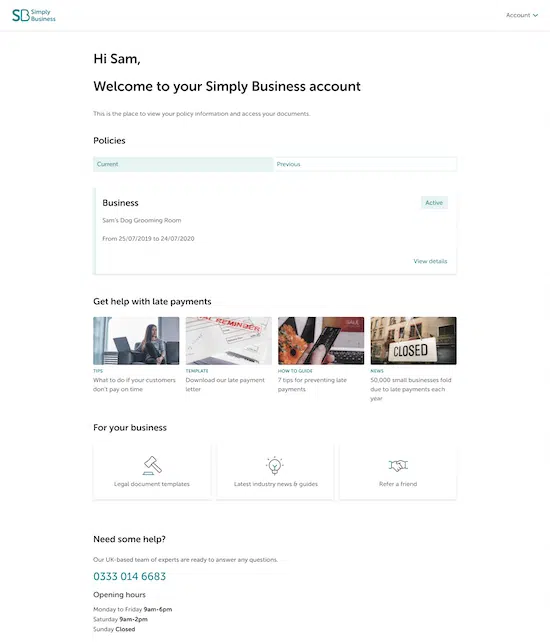 SB Simply
Business
Account
Hi Sam,
Welcome to your Simply Business account
This is the place to view your policy information and access your documents.
Policies
Current
Previous
Business
Active
Sam's Dog Grooming Room
From 25/07/2019 to 24/07/2020
View details
Get help with late payments
REMINDER
SALE
CLOSED
TIPS
TEMPLATE
HOW TO GUIDE
NEWS
What to do if your customers
don't pay on time
Download our late payment
letter
7 tips for preventing late
payments
50,000 small businesses fold
due to late payments each
year
For your business
Legal document templates
Latest industry news & guides
Refer a friend
Need some help?
Our UK-based team of experts are ready to answer any questions.
0333 014 6683
Opening hours
Monday to Friday 9am-6pm
Saturday 9am-2pm
Sunday Closed